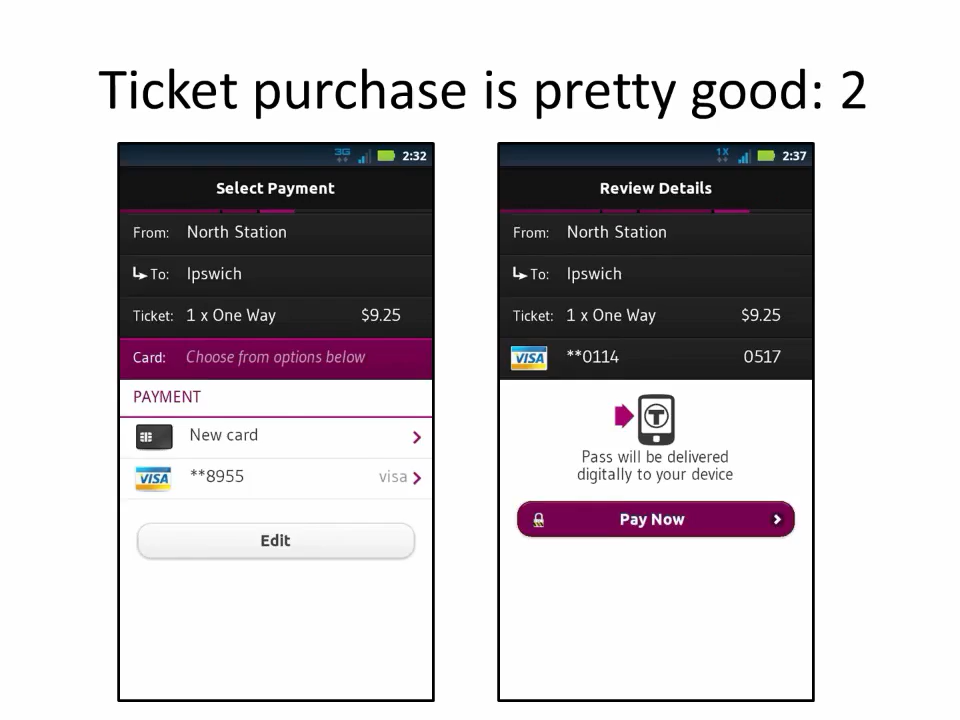 Ticket purchase is pretty good: 2
3G 2:32
Select Payment
From: North Station
To: Ipswich
Ticket: 1 x One Way $9.25
Card: Choose from options below
PAYMENT
New card
VISA **8955 visa
Edit
1X 2:37
Review Details
From: North Station
To: Ipswich
Ticket: 1 x One Way $9.25
VISA **0114 0517
T
Pass will be delivered
digitally to your device
Pay Now